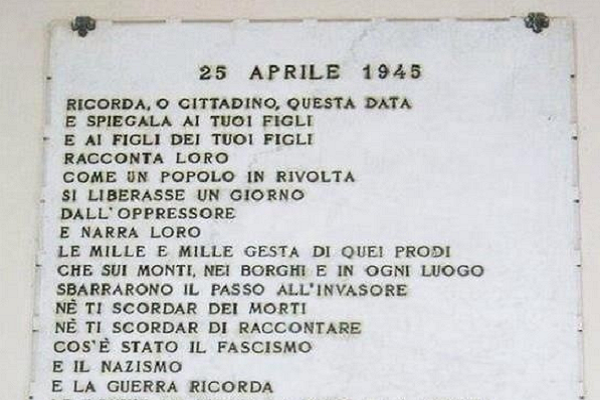 25 APRILE 1945
RICORDA, O CITTADINO, QUESTA DATA
E SPIEGALA AI TUOI FIGLI
E AI FIGLI DEI TUOI FIGLI
RACCONTA LORO
COME UN POPOLO IN RIVOLTA
SI LIBERASSE UN GIORNO
DALL'OPPRESSORE
E NARRA LORO
LE MILLE E MILLE GESTA DI QUEI PRODI
CHE SUI MONTI, NEI BORGHI E IN OGNI LUOGO
SBARRARONO IL PASSO ALL'INVASORE
NÈ TI SCORDAR DEI MORTI
NÈ TI SCORDAR DI RACCONTARE
COS'È STATO IL FASCISMO
E IL NAZISMO
E LA GUERRA RICORDA